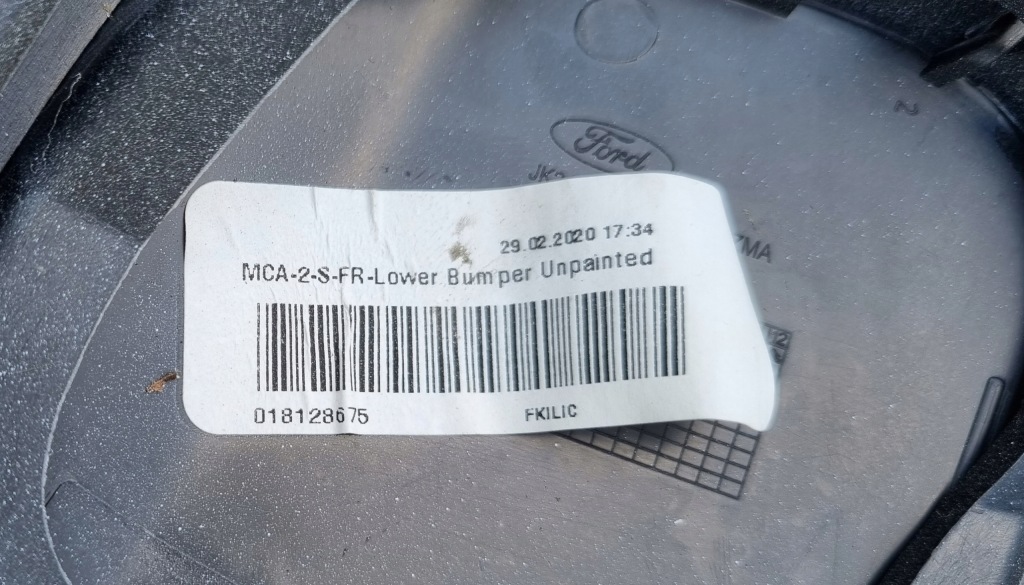 Ford
29.02.2020 17:34
MCA-2-S-FR-Lower Bumper Unpainted
018128675
FKILIC